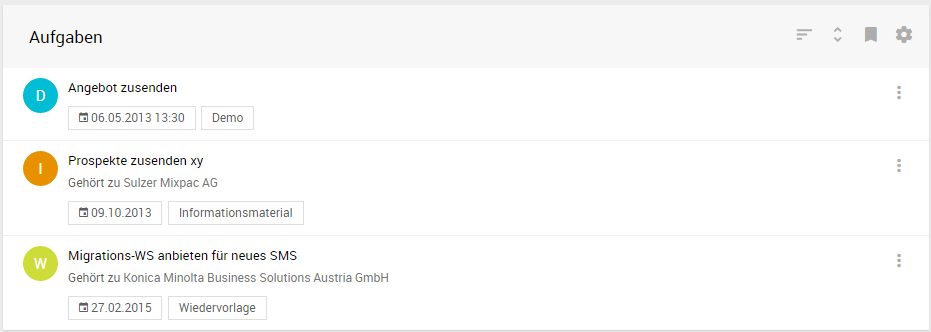 Aufgaben
D
Angebot zusenden
06.05.2013 13:30 Demo
I
Prospekte zusenden xy
Gehört zu Sulzer Mixpac AG
09.10.2013 Informationsmaterial
W
Migrations-WS anbieten für neues SMS
Gehört zu Konica Minolta Business Solutions Austria GmbH
27.02.2015 Wiedervorlage